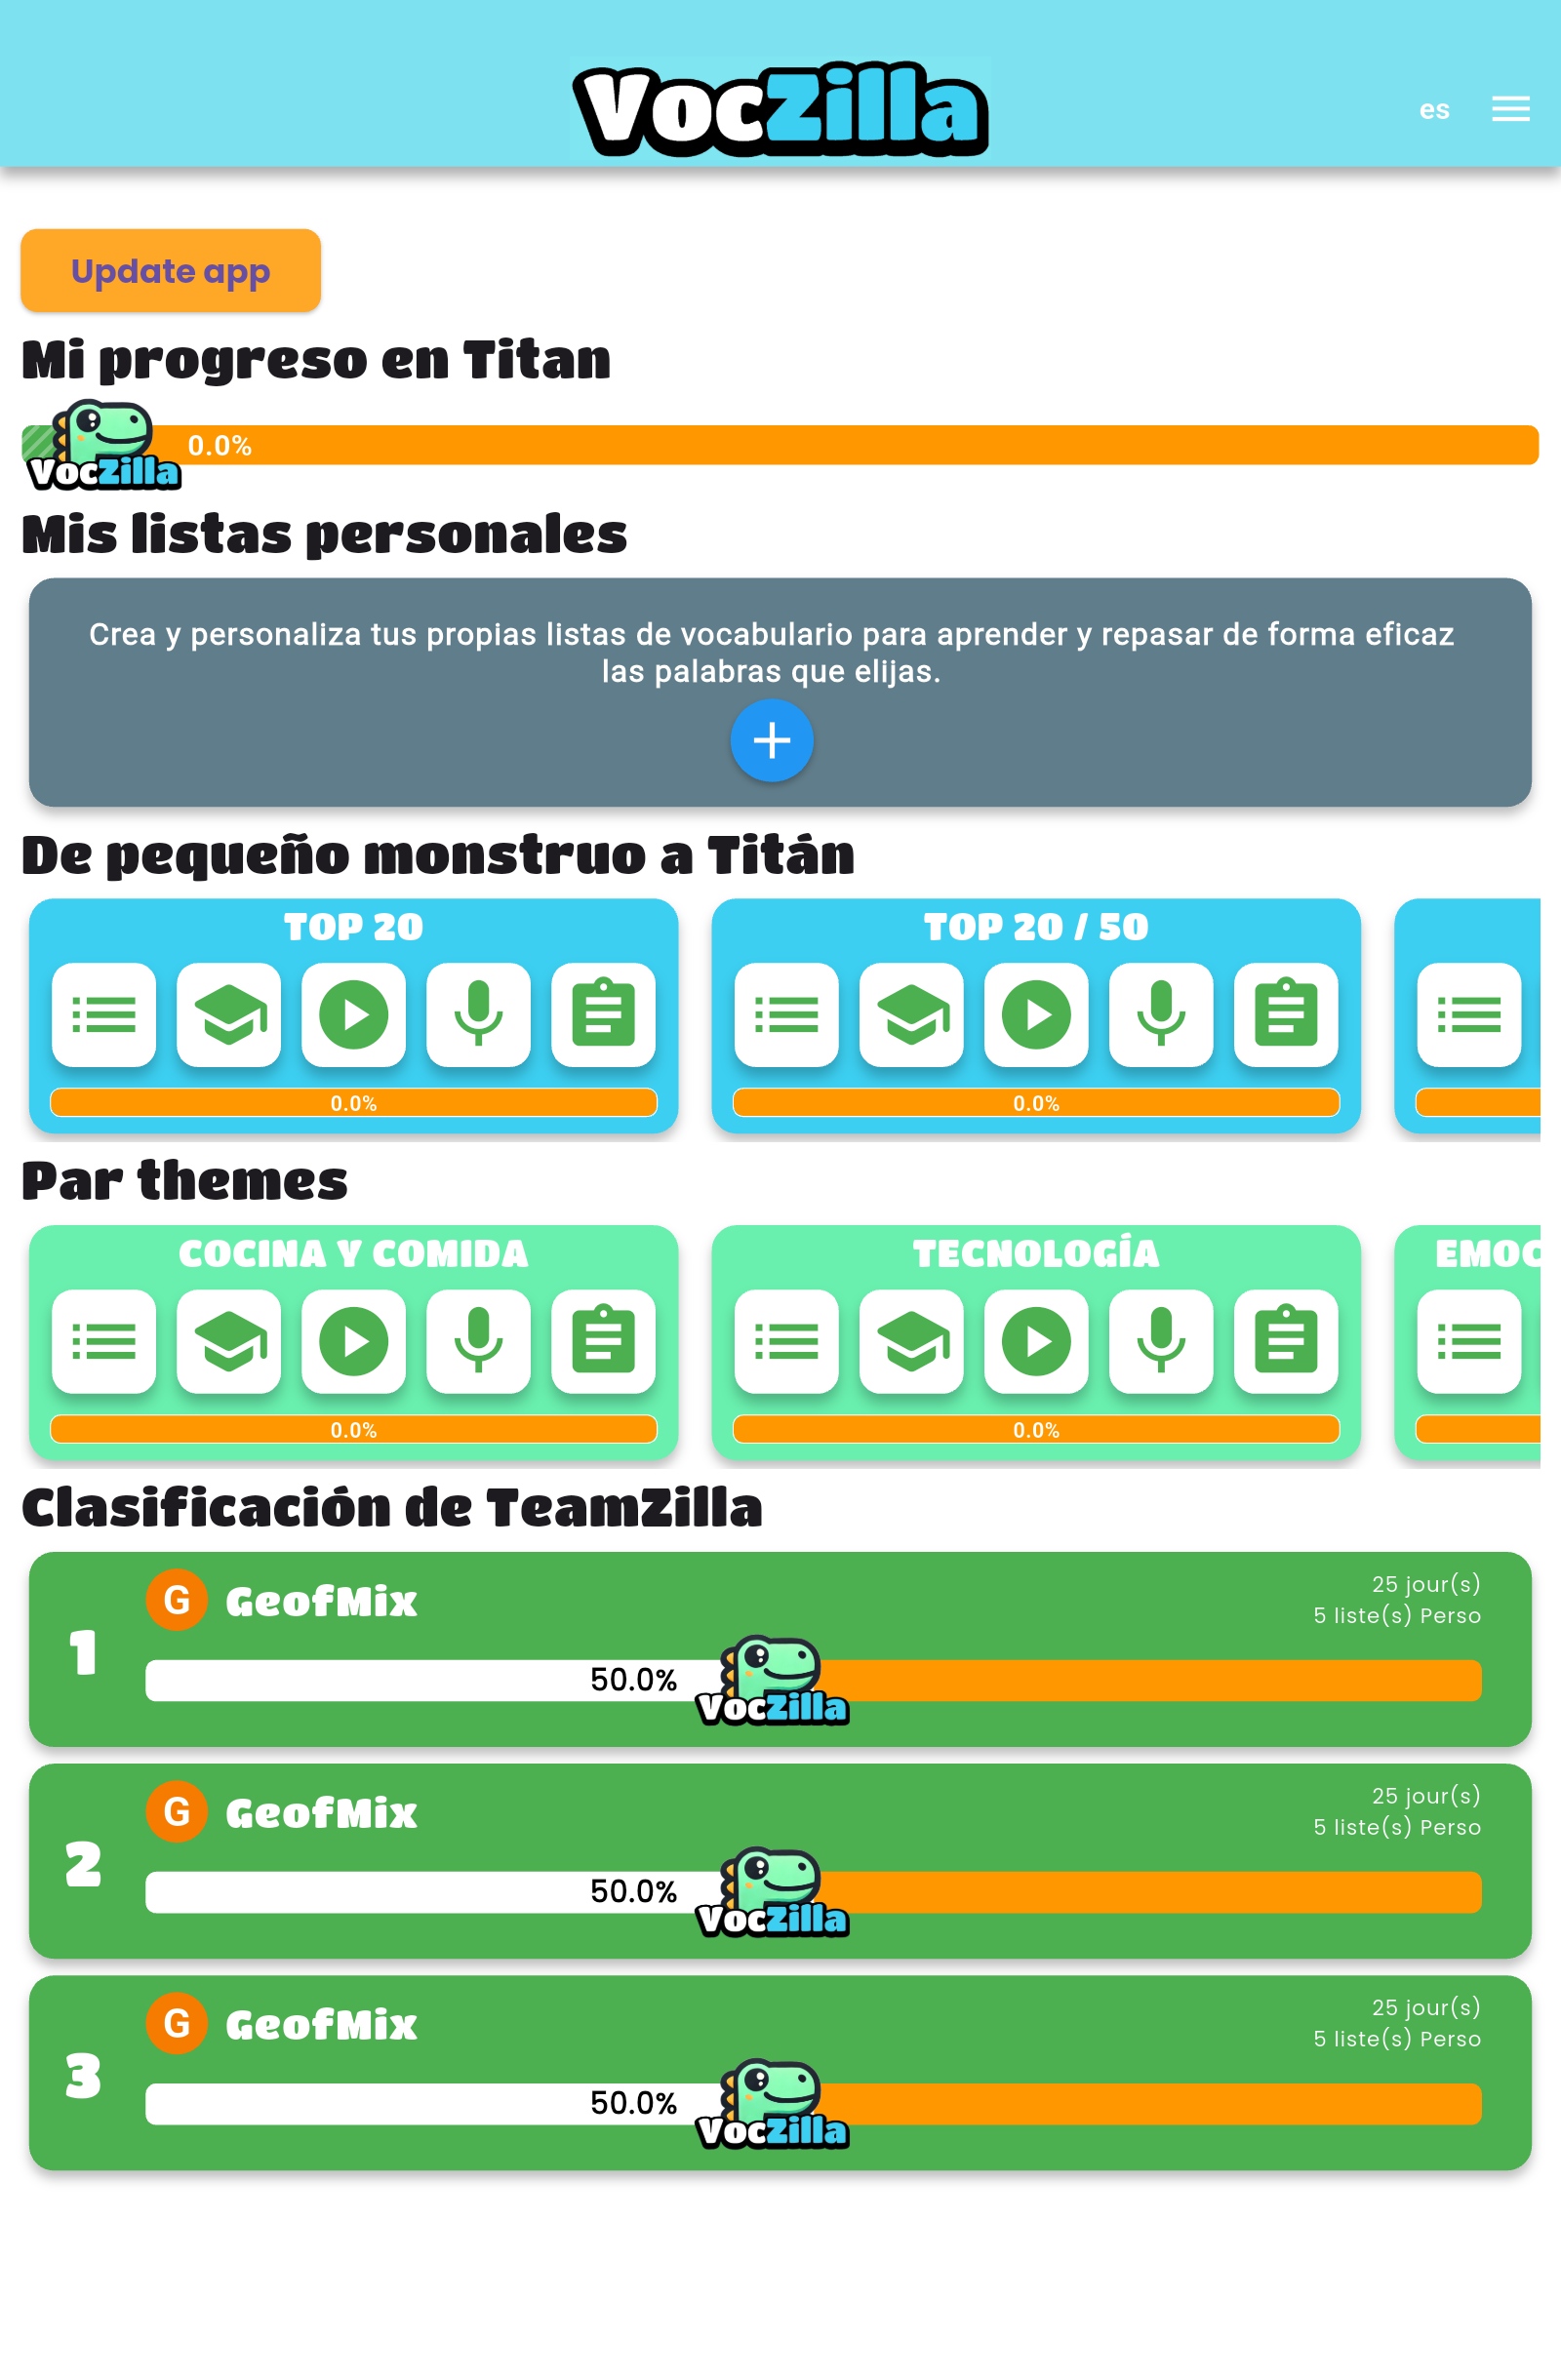 VocZilla
es
Update app
Mi progreso en Titan
0.0%
VocZilla
Mis listas personales
Crea y personaliza tus propias listas de vocabulario para aprender y repasar de forma eficaz
las palabras que elijas.
De pequeño monstruo a Titán
TOP 20
TOP 20 / 50
0.0%
0.0%
Par themes
COCINA Y COMIDA
TECNOLOGÍA
EMOC
0.0%
0.0%
Clasificación de TeamZilla
1
G
GeofMix
25 jour(s)
5 liste(s) Perso
50.0%
VocZilla
2
G
GeofMix
25 jour(s)
5 liste(s) Perso
50.0%
VocZilla
3
G
GeofMix
25 jour(s)
5 liste(s) Perso
50.0%
VocZilla